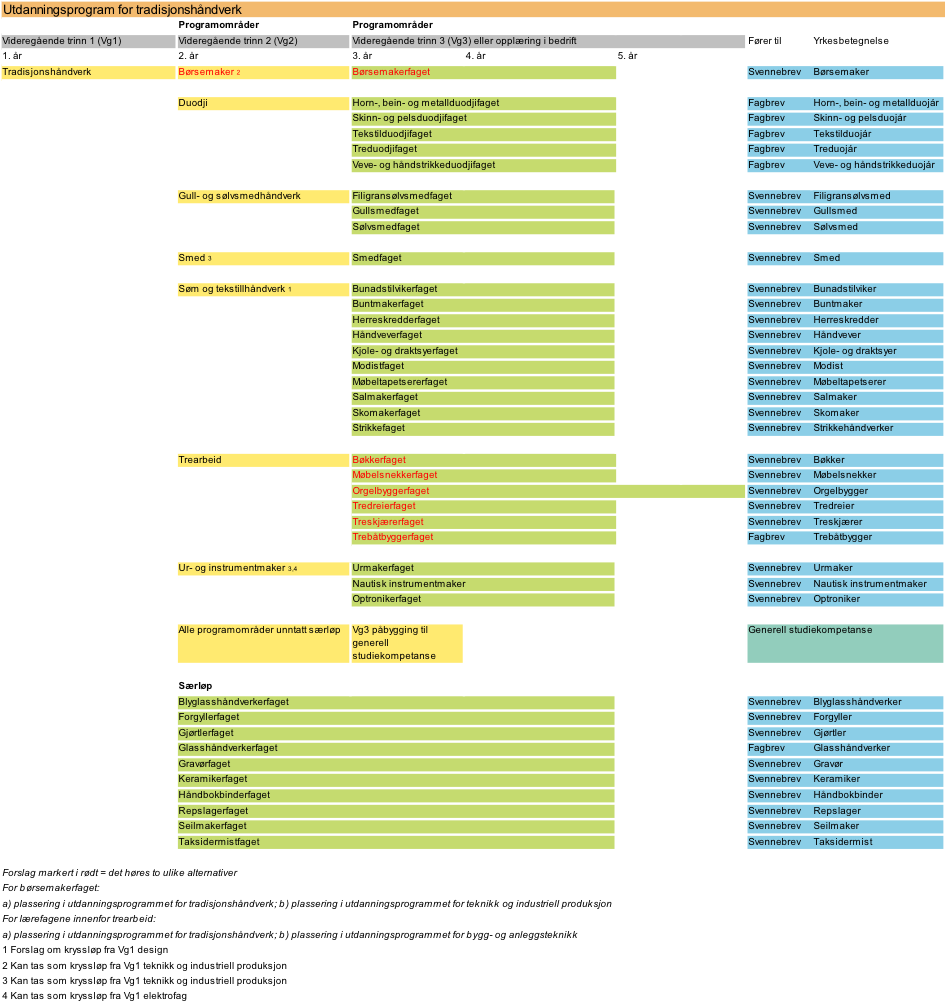 Utdanningsprogram for tradisjonshåndverk
Programområder Programområder
Videregående trinn 1 (Vg1) Videregående trinn 2 (Vg2) Videregående trinn 3 (Vg3) eller opplæring i bedrift Fører til Yrkesbetegnelse
1. år 2. år 3. år 4. år 5. år
Tradisjonshåndverk Børsemaker 2 Børsemakerfaget Svennebrev Børsemaker
Duodji Horn-, bein- og metallduodjifaget Fagbrev Horn-, bein- og metallduojár
Skinn- og pelsduodjifaget Fagbrev Skinn- og pelsduojár
Tekstilduodjifaget Fagbrev Tekstilduojár
Treduodjifaget Fagbrev Treduojár
Veve- og håndstrikkeduodjifaget Fagbrev Veve- og håndstrikkeduojár
Gull- og sølvsmedhåndverk Filigransølvsmedfaget Svennebrev Filigransølvsmed
Gullsmedfaget Svennebrev Gullsmed
Sølvsmedfaget Svennebrev Sølvsmed
Smed 3 Smedfaget Svennebrev Smed
Søm og tekstillhåndverk 1 Bunadstilvikerfaget Svennebrev Bunadstilviker
Buntmakerfaget Svennebrev Buntmaker
Herreskredderfaget Svennebrev Herreskredder
Håndveverfaget Svennebrev Håndvever
Kjole- og draktsyerfaget Svennebrev Kjole- og draktsyer
Modistfaget Svennebrev Modist
Møbeltapetsererfaget Svennebrev Møbeltapetserer
Salmakerfaget Svennebrev Salmaker
Skomakerfaget Svennebrev Skomaker
Strikkefaget Svennebrev Strikkehåndverker
Trearbeid Bøkkerfaget Svennebrev Bøkker
Møbelsnekkerfaget Svennebrev Møbelsnekker
Orgelbyggerfaget Svennebrev Orgelbygger
Tredreierfaget Svennebrev Tredreier
Treskjærerfaget Svennebrev Treskjærer
Trebåtbyggerfaget Fagbrev Trebåtbygger
Ur- og instrumentmaker 3,4 Urmakerfaget Svennebrev Urmaker
Nautisk instrumentmaker Svennebrev Nautisk instrumentmaker
Optronikerfaget Svennebrev Optroniker
Alle programområder unntatt særløp Vg3 påbygging til Generell studiekompetanse
generell
studiekompetanse
Særløp
Blyglasshåndverkerfaget Svennebrev Blyglasshåndverker
Forgyllerfaget Svennebrev Forgyller
Gjørtlerfaget Svennebrev Gjørtler
Glasshåndverkerfaget Fagbrev Glasshåndverker
Gravørfaget Svennebrev Gravør
Keramikerfaget Svennebrev Keramiker
Håndbokbinderfaget Svennebrev Håndbokbinder
Repslagerfaget Svennebrev Repslager
Seilmakerfaget Svennebrev Seilmaker
Taksidermistfaget Svennebrev Taksidermist
Forslag markert i rødt = det høres to ulike alternativer
For børsemakerfaget:
a) plassering i utdanningsprogrammet for tradisjonshåndverk; b) plassering i utdanningsprogrammet for teknikk og industriell produksjon
For lærefagene innenfor trearbeid:
a) plassering i utdanningsprogrammet for tradisjonshåndverk; b) plassering i utdanningsprogrammet for bygg- og anleggsteknikk
1 Forslag om kryssløp fra Vg1 design
2 Kan tas som kryssløp fra Vg1 teknikk og industriell produksjon
3 Kan tas som kryssløp fra Vg1 teknikk og industriell produksjon
4 Kan tas som kryssløp fra Vg1 elektrofag